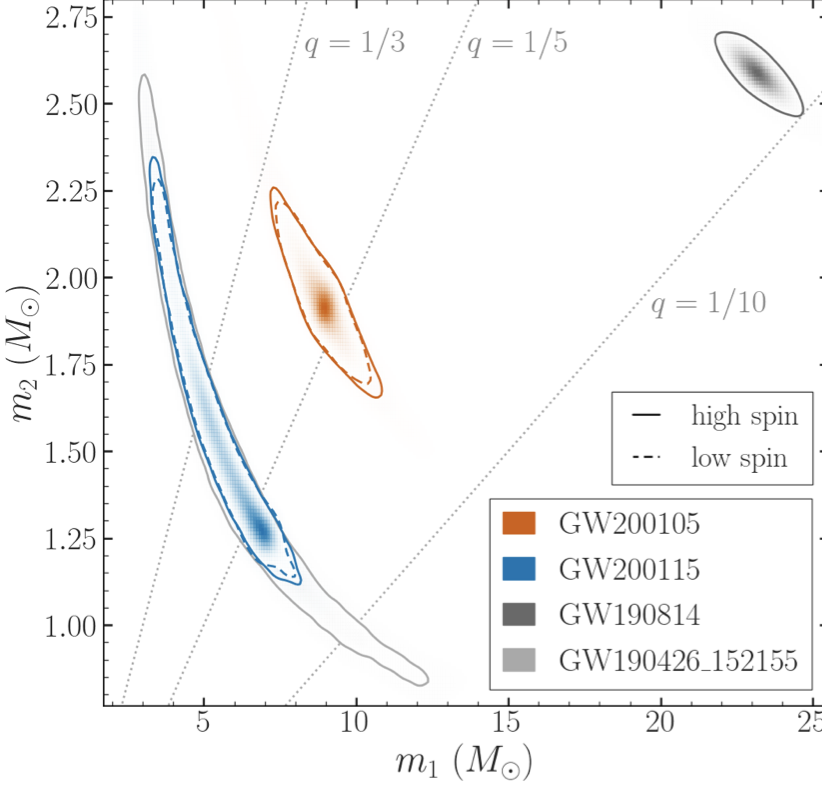 2.75
2.50
2.25
2.00
1.75
1.50
1.25
1.00
m₂ (M⊙)
q = 1/3
q = 1/5
q = 1/10
high spin
low spin
GW200105
GW200115
GW190814
GW190426_152155
5 10 15 20 25
m₁ (M⊙)